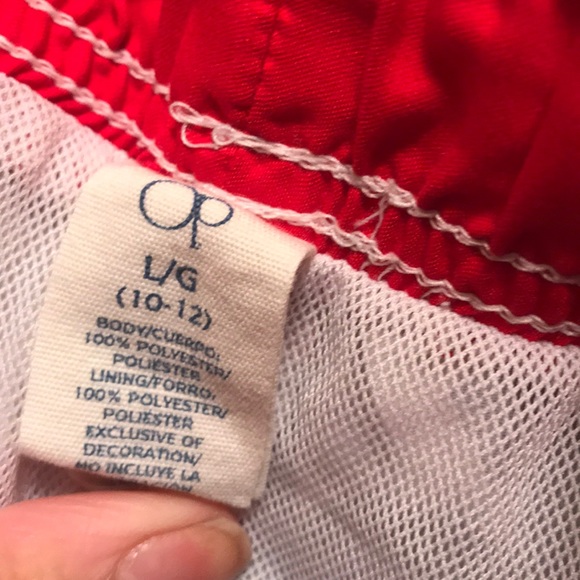 op
L/G
(10-12)
BODY/CUERPO:
100% POLYESTER/
POLIESTER
LINING/FORRO:
100% POLYESTER/
POLIESTER
EXCLUSIVE OF
DECORATION/
NO INCLUYE LA